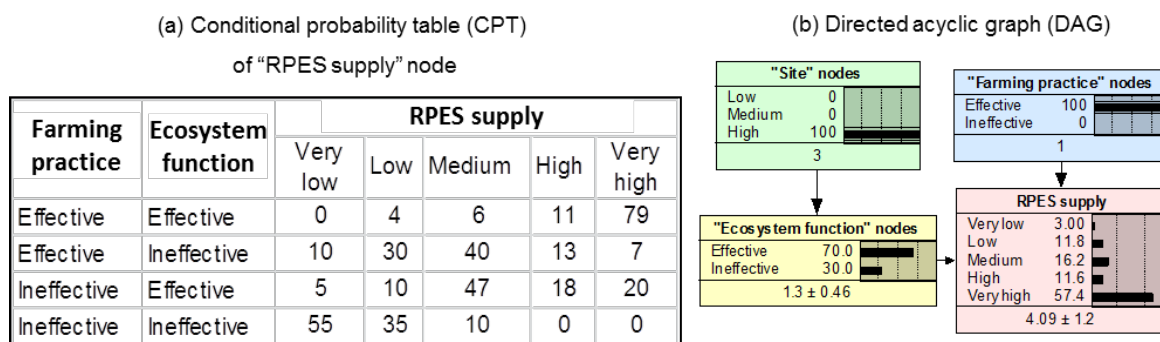 (a) Conditional probability table (CPT)
of “RPES supply” node
Farming practice Ecosystem function RPES supply
Very low Low Medium High Very high
Effective Effective 0 4 6 11 79
Effective Ineffective 10 30 40 13 7
Ineffective Effective 5 10 47 18 20
Ineffective Ineffective 55 35 10 0 0
(b) Directed acyclic graph (DAG)
"Site" nodes
Low 0
Medium 0
High 100
3
"Farming practice" nodes
Effective 100
Ineffective 0
1
"Ecosystem function" nodes
Effective 70.0
Ineffective 30.0
1.3 ± 0.46
RPES supply
Very low 3.00
Low 11.8
Medium 16.2
High 11.6
Very high 57.4
4.09 ± 1.2